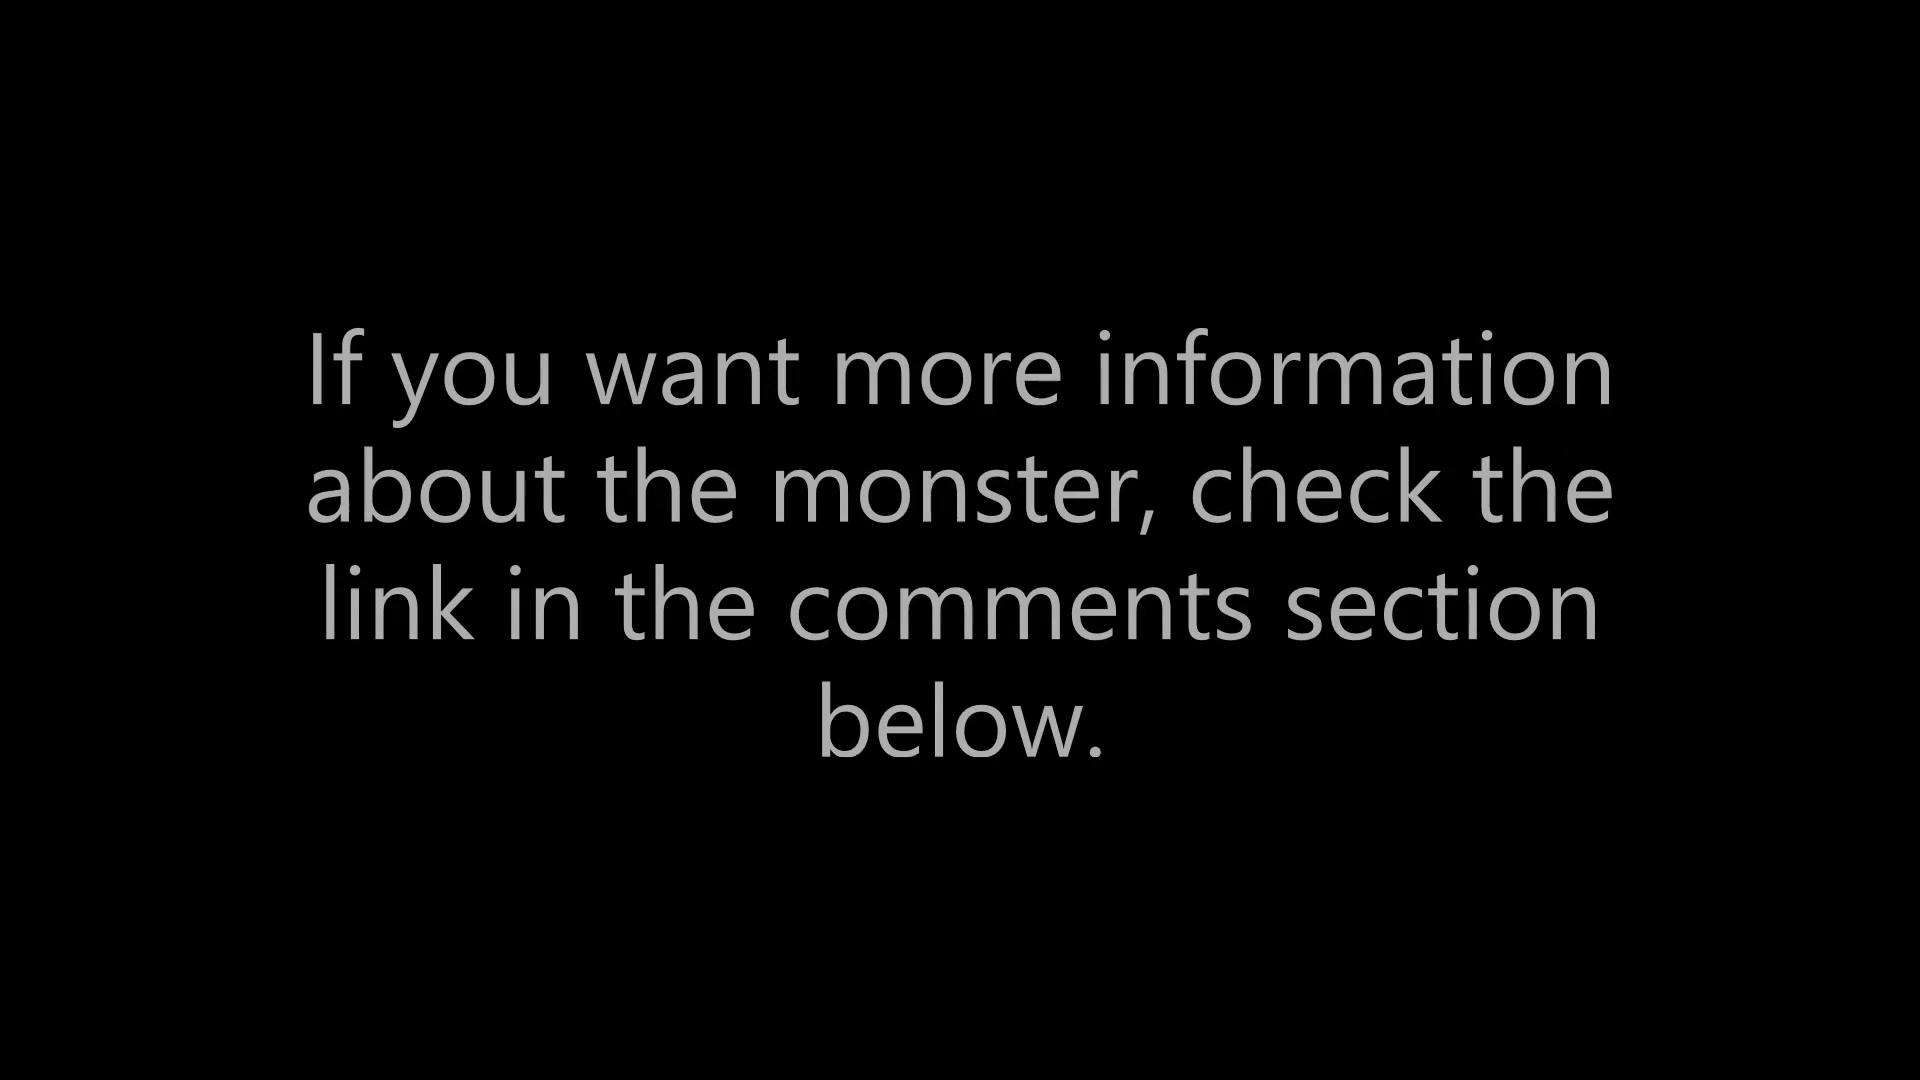 If you want more information
about the monster, check the
link in the comments section
below.